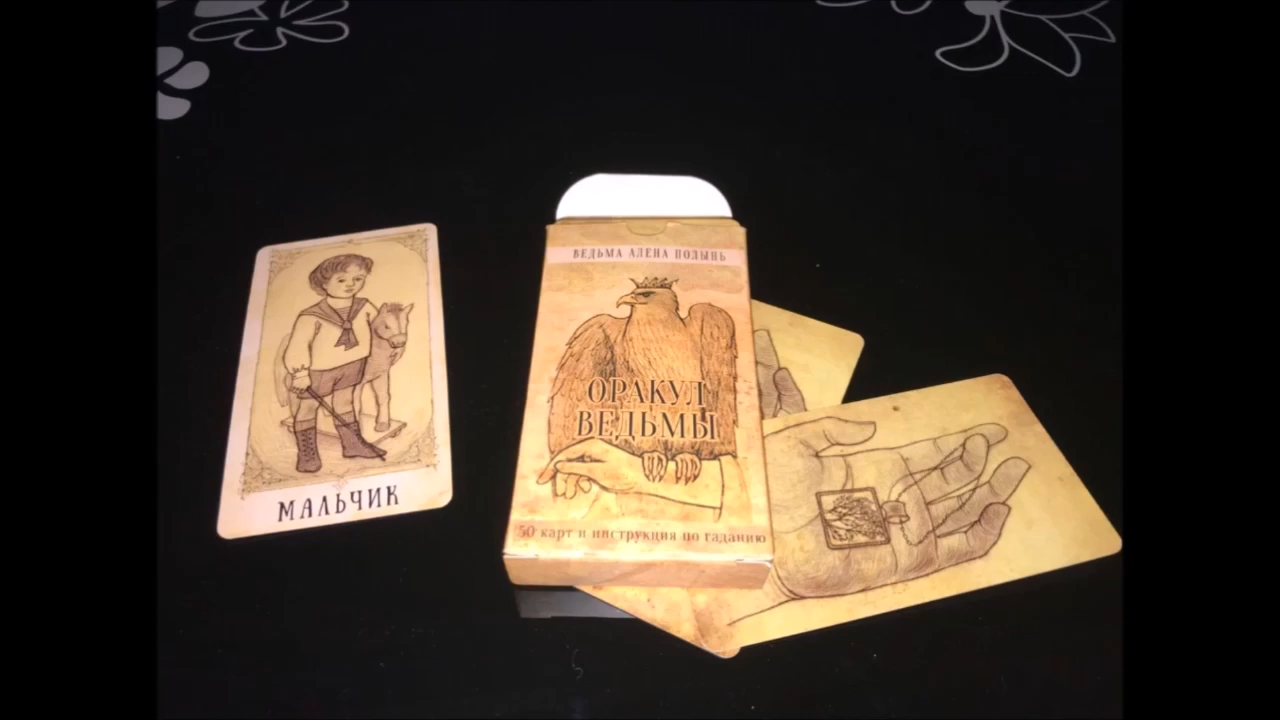 МАЛЬЧИК
ВЕДЬМА АЛЕНА ПОЛЫНЬ
ОРАКУЛ
ВЕДЬМЫ
50 карт и инструкция по гаданию